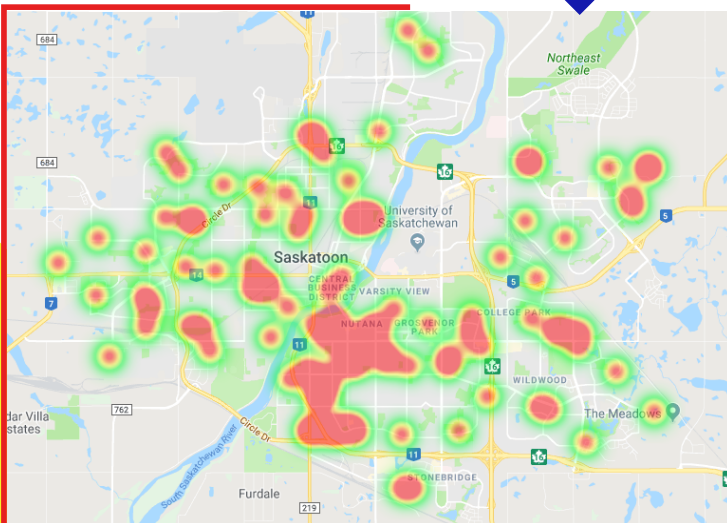 11
684
Northeast
Swale
16
684
16
11
University of
Saskatchewan
5
Circle Dr
Saskatoon
14
5
CENTRAL
BUSINESS
DISTRICT
VARSITY VIEW
7
COLLEGE PARK
NUTANA
GROSVENOR
PARK
11
16
WILDWOOD
762
The Meadows
dar Villa
states
Circle Dr
11
16
South Saskatchewan River
STONEBRIDGE
Furdale
219